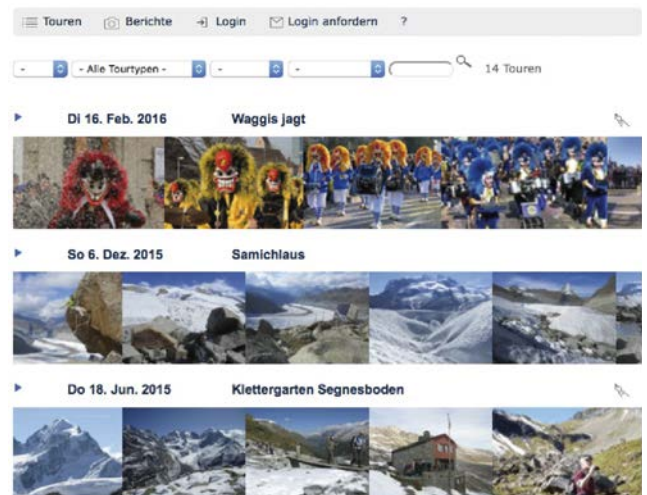 Touren Berichte Login Login anfordern ?
- - Alle Tourtypen - - - 14 Touren
Di 16. Feb. 2016 Waggis jagt
So 6. Dez. 2015 Samichlaus
Do 18. Jun. 2015 Klettergarten Segnesboden